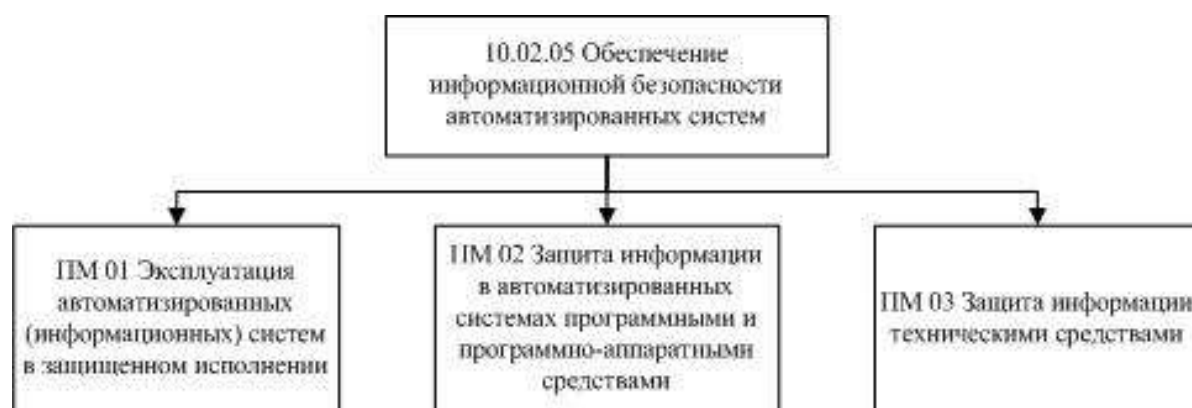 10.02.05 Обеспечение
информационной безопасности
автоматизированных систем
ПМ 01 Эксплуатация
автоматизированных
(информационных) систем
в защищенном исполнении
ПМ 02 Защита информации
в автоматизированных
системах программными и
программно-аппаратными
средствами
ПМ 03 Защита информации
техническими средствами